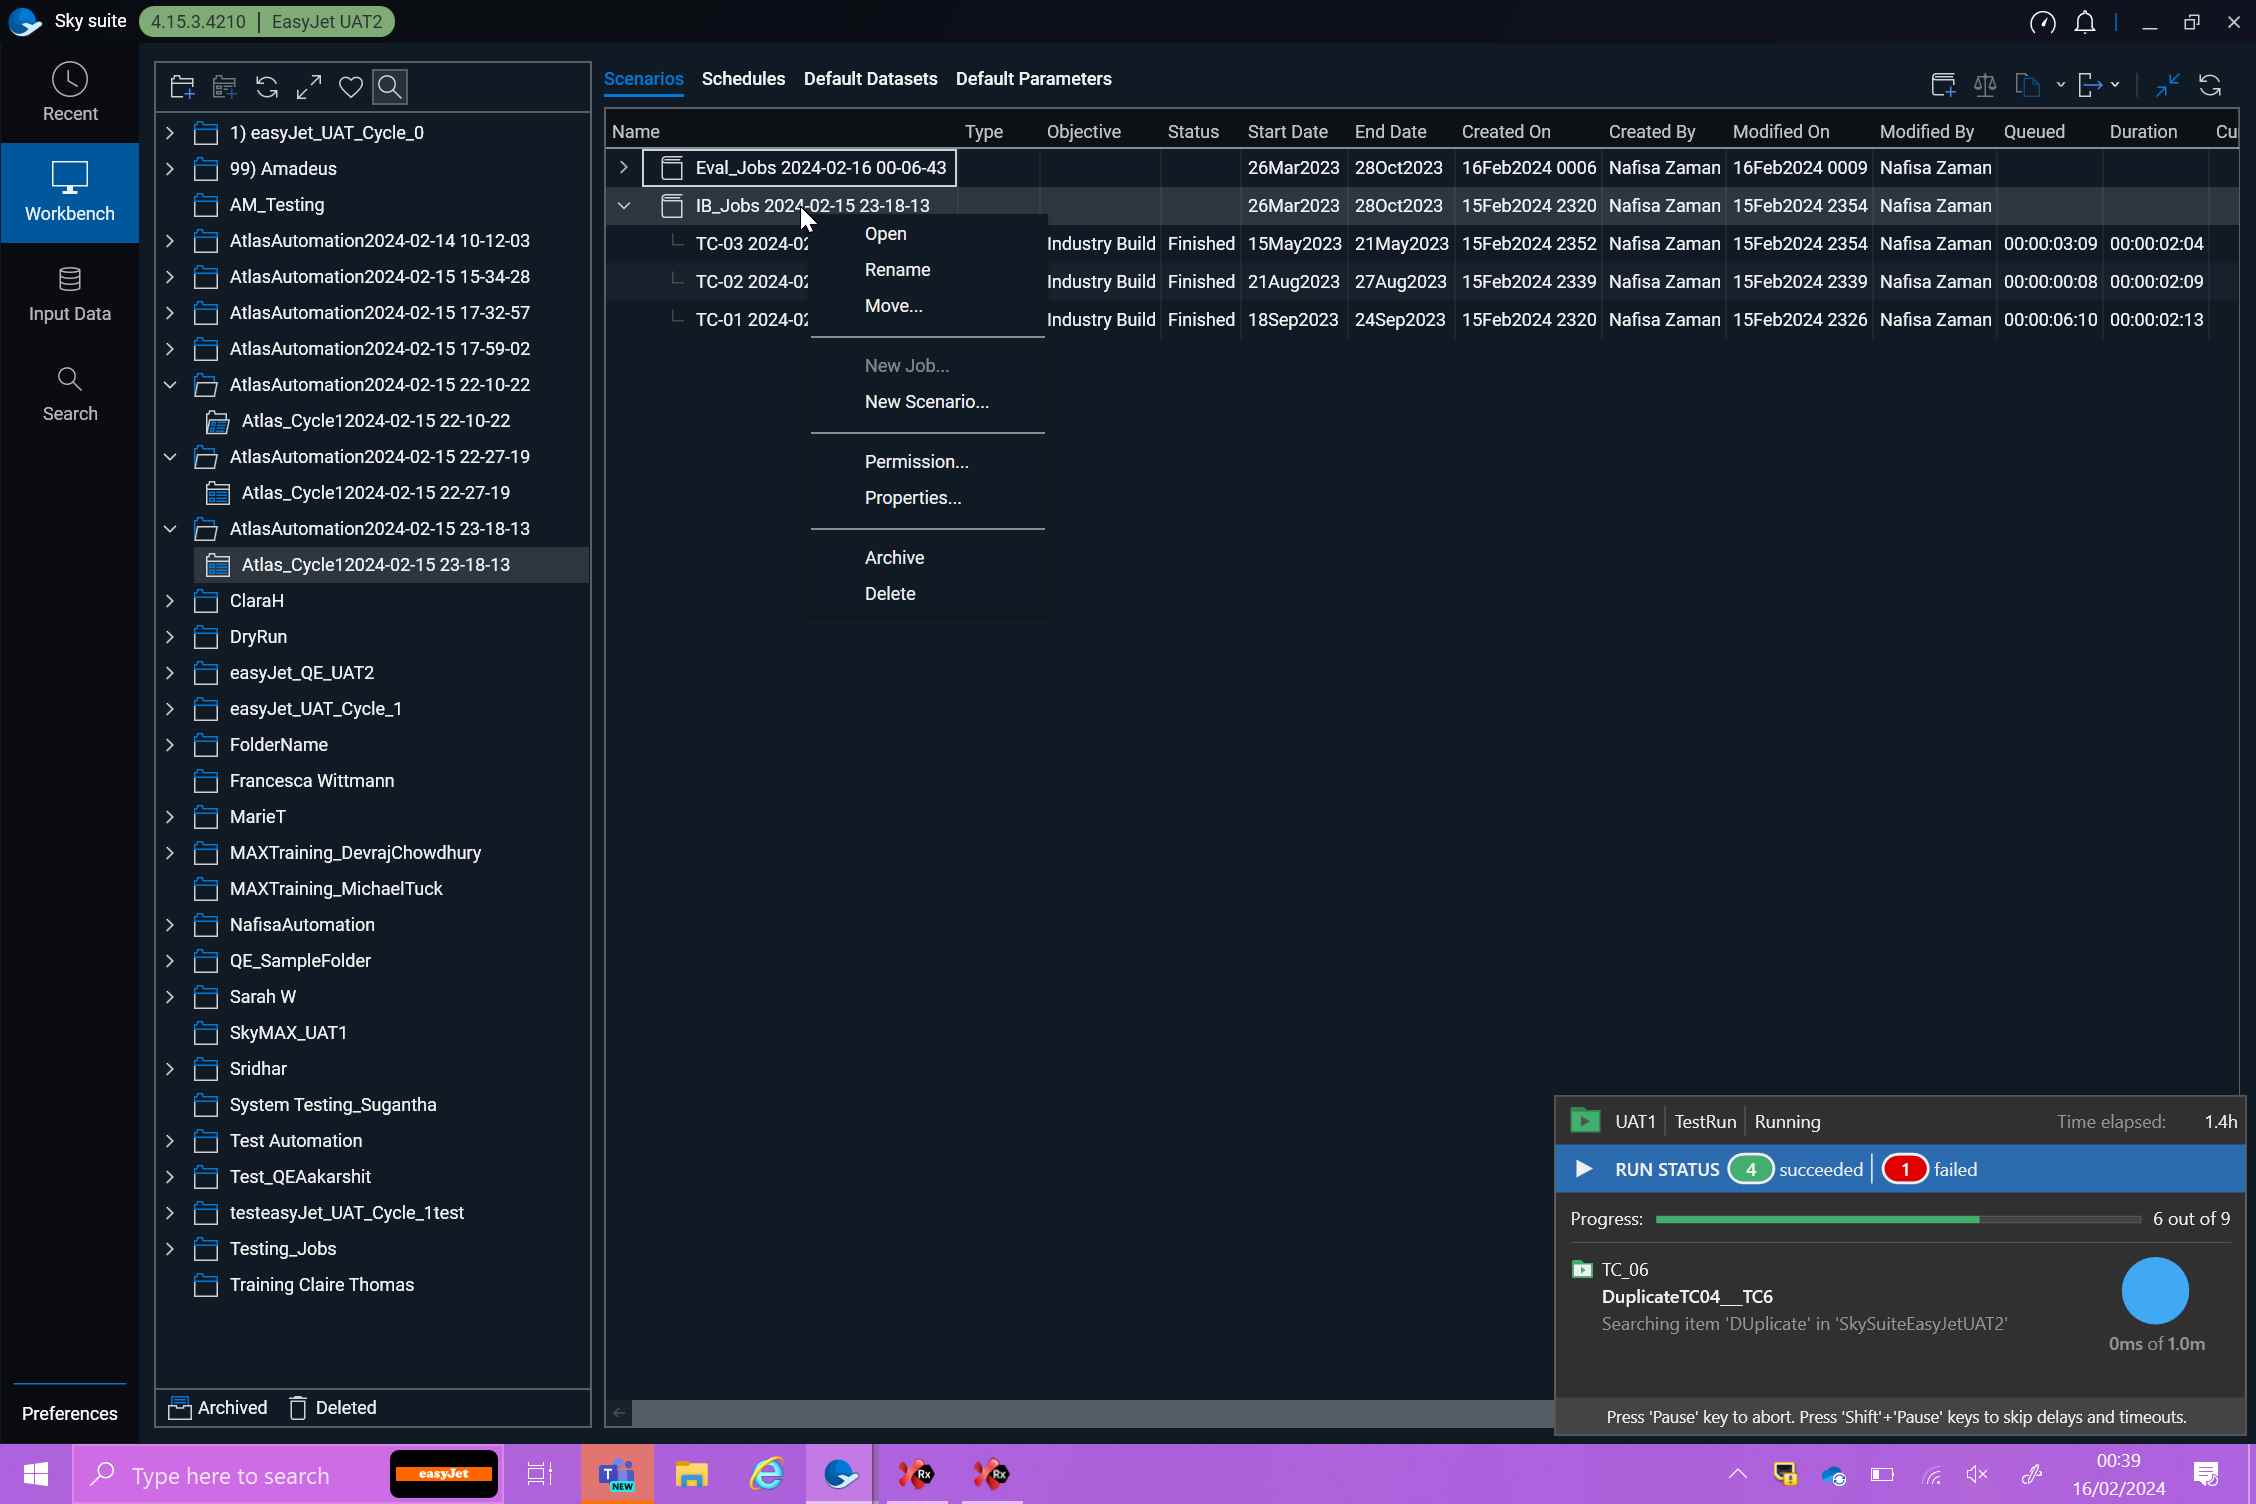 Sky suite 4.15.3.4210 | EasyJet UAT2
Recent
Workbench
Input Data
Search
Preferences
1) easyJet_UAT_Cycle_0
99) Amadeus
AM_Testing
AtlasAutomation2024-02-14 10-12-03
AtlasAutomation2024-02-15 15-34-28
AtlasAutomation2024-02-15 17-32-57
AtlasAutomation2024-02-15 17-59-02
AtlasAutomation2024-02-15 22-10-22
Atlas_Cycle12024-02-15 22-10-22
AtlasAutomation2024-02-15 22-27-19
Atlas_Cycle12024-02-15 22-27-19
AtlasAutomation2024-02-15 23-18-13
Atlas_Cycle12024-02-15 23-18-13
ClaraH
DryRun
easyJet_QE_UAT2
easyJet_UAT_Cycle_1
FolderName
Francesca Wittmann
MarieT
MAXTraining_DevrajChowdhury
MAXTraining_MichaelTuck
NafisaAutomation
QE_SampleFolder
Sarah W
SkyMAX_UAT1
Sridhar
System Testing_Sugantha
Test Automation
Test_QEAakarshit
testeasyJet_UAT_Cycle_1test
Testing_Jobs
Training Claire Thomas
Archived Deleted
Scenarios Schedules Default Datasets Default Parameters
Name Type Objective Status Start Date End Date Created On Created By Modified On Modified By Queued Duration Cu
Eval_Jobs 2024-02-16 00-06-43 26Mar2023 28Oct2023 16Feb2024 0006 Nafisa Zaman 16Feb2024 0009 Nafisa Zaman
IB_Jobs 2024-02-15 23-18-13 26Mar2023 28Oct2023 15Feb2024 2320 Nafisa Zaman 15Feb2024 2354 Nafisa Zaman
TC-03 2024-02 Industry Build Finished 15May2023 21May2023 15Feb2024 2352 Nafisa Zaman 15Feb2024 2354 Nafisa Zaman 00:00:03:09 00:00:02:04
TC-02 2024-02 Industry Build Finished 21Aug2023 27Aug2023 15Feb2024 2339 Nafisa Zaman 15Feb2024 2339 Nafisa Zaman 00:00:00:08 00:00:02:09
TC-01 2024-02 Industry Build Finished 18Sep2023 24Sep2023 15Feb2024 2320 Nafisa Zaman 15Feb2024 2326 Nafisa Zaman 00:00:06:10 00:00:02:13
Open
Rename
Move...
New Job...
New Scenario...
Permission...
Properties...
Archive
Delete
UAT1 TestRun Running Time elapsed: 1.4h
RUN STATUS 4 succeeded 1 failed
Progress: 6 out of 9
TC_06
DuplicateTC04__TC6
Searching item 'DUplicate' in 'SkySuiteEasyJetUAT2'
0ms of 1.0m
Press 'Pause' key to abort. Press 'Shift'+'Pause' keys to skip delays and timeouts.
Type here to search
easyJet
T
NEW
Rx
Rx
00:39
16/02/2024